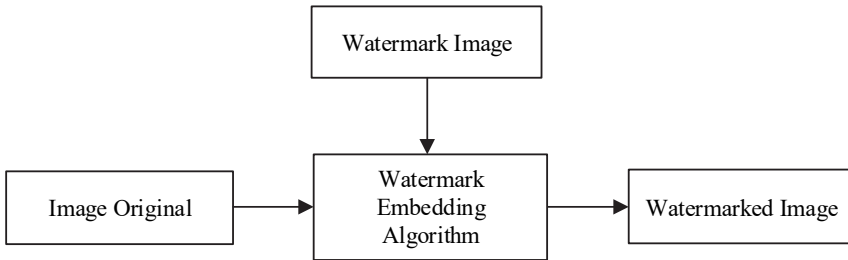 Watermark Image
Image Original
Watermark
Embedding
Algorithm
Watermarked Image